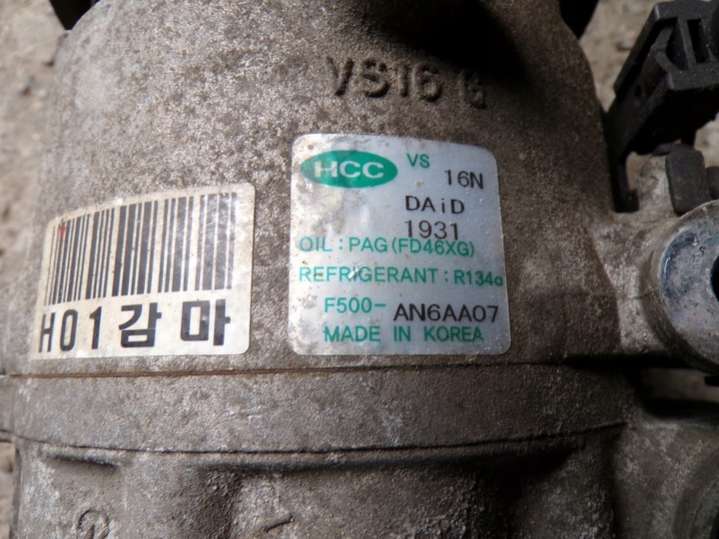 VS16
HCC VS 16N
DAiD
1931
OIL : PAG (FD46XG)
REFRIGERANT : R134a
F500- AN6AA07
MADE IN KOREA
H01감마